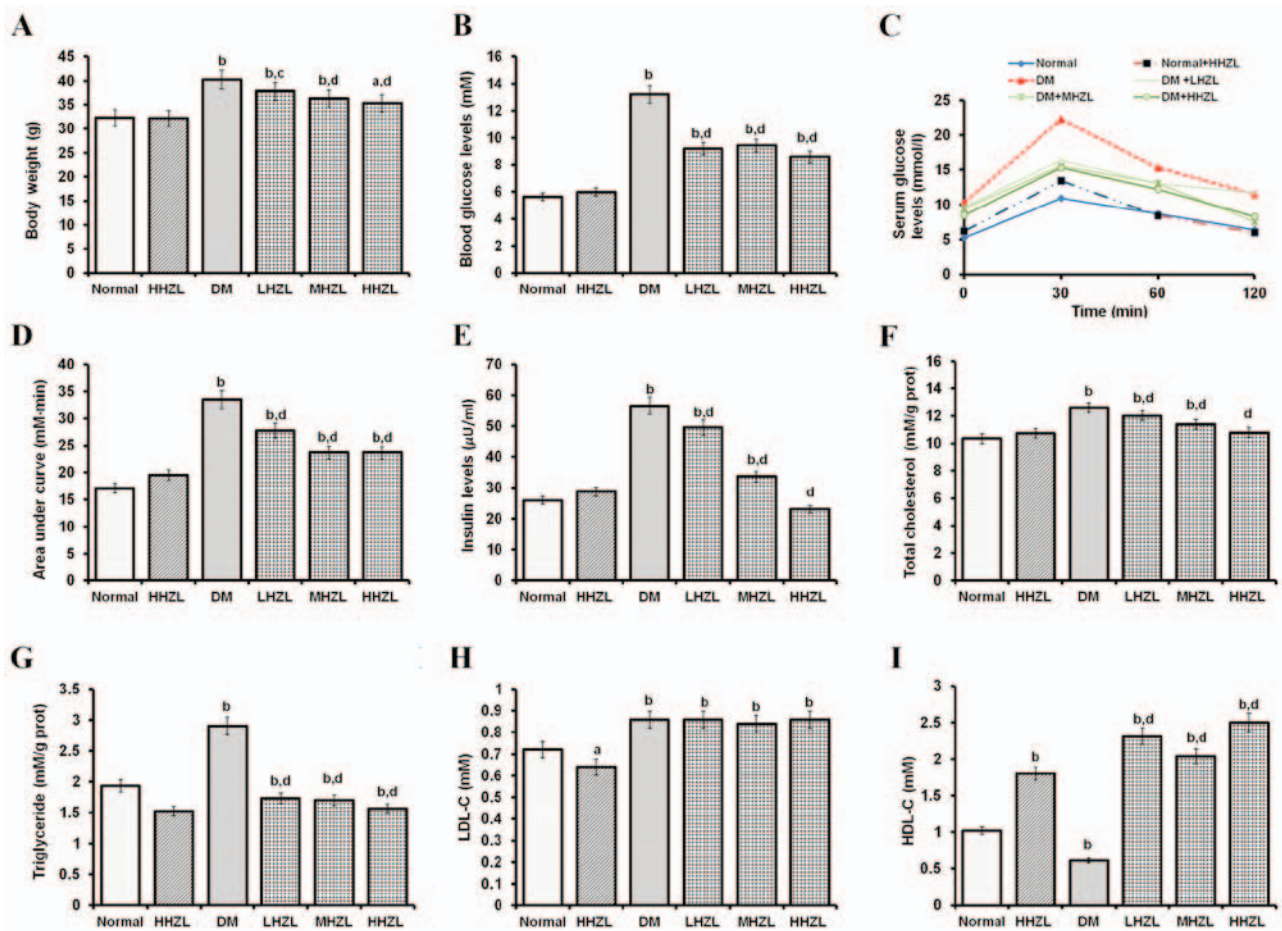 A
Body weight (g)
45
40
35
30
25
20
15
10
5
0
b
b,c
b,d
a,d
Normal HHZL DM LHZL MHZL HHZL
B
Blood glucose levels (mM)
16
14
12
10
8
6
4
2
0
b
b,d
b,d
b,d
Normal HHZL DM LHZL MHZL HHZL
C
Normal Normal+HHZL
DM DM +LHZL
DM+MHZL DM+HHZL
Serum glucose
levels (mmol/l)
25
20
15
10
5
0
0 30 60 120
Time (min)
D
Area under curve (mM-min)
40
35
30
25
20
15
10
5
0
b
b,d
b,d
b,d
Normal HHZL DM LHZL MHZL HHZL
E
Insulin levels (μU/ml)
70
60
50
40
30
20
10
0
b
b,d
b,d
d
Normal HHZL DM LHZL MHZL HHZL
F
Total cholesterol (mM/g prot)
16
14
12
10
8
6
4
2
0
b
b,d
b,d
d
Normal HHZL DM LHZL MHZL HHZL
G
Triglyceride (mM/g prot)
3.5
3
2.5
2
1.5
1
0.5
0
b
b,d
b,d
b,d
Normal HHZL DM LHZL MHZL HHZL
H
LDL-C (mM)
1
0.9
0.8
0.7
0.6
0.5
0.4
0.3
0.2
0.1
0
a
b
b
b
b
Normal HHZL DM LHZL MHZL HHZL
I
HDL-C (mM)
3
2.5
2
1.5
1
0.5
0
b
b
b,d
b,d
b,d
Normal HHZL DM LHZL MHZL HHZL